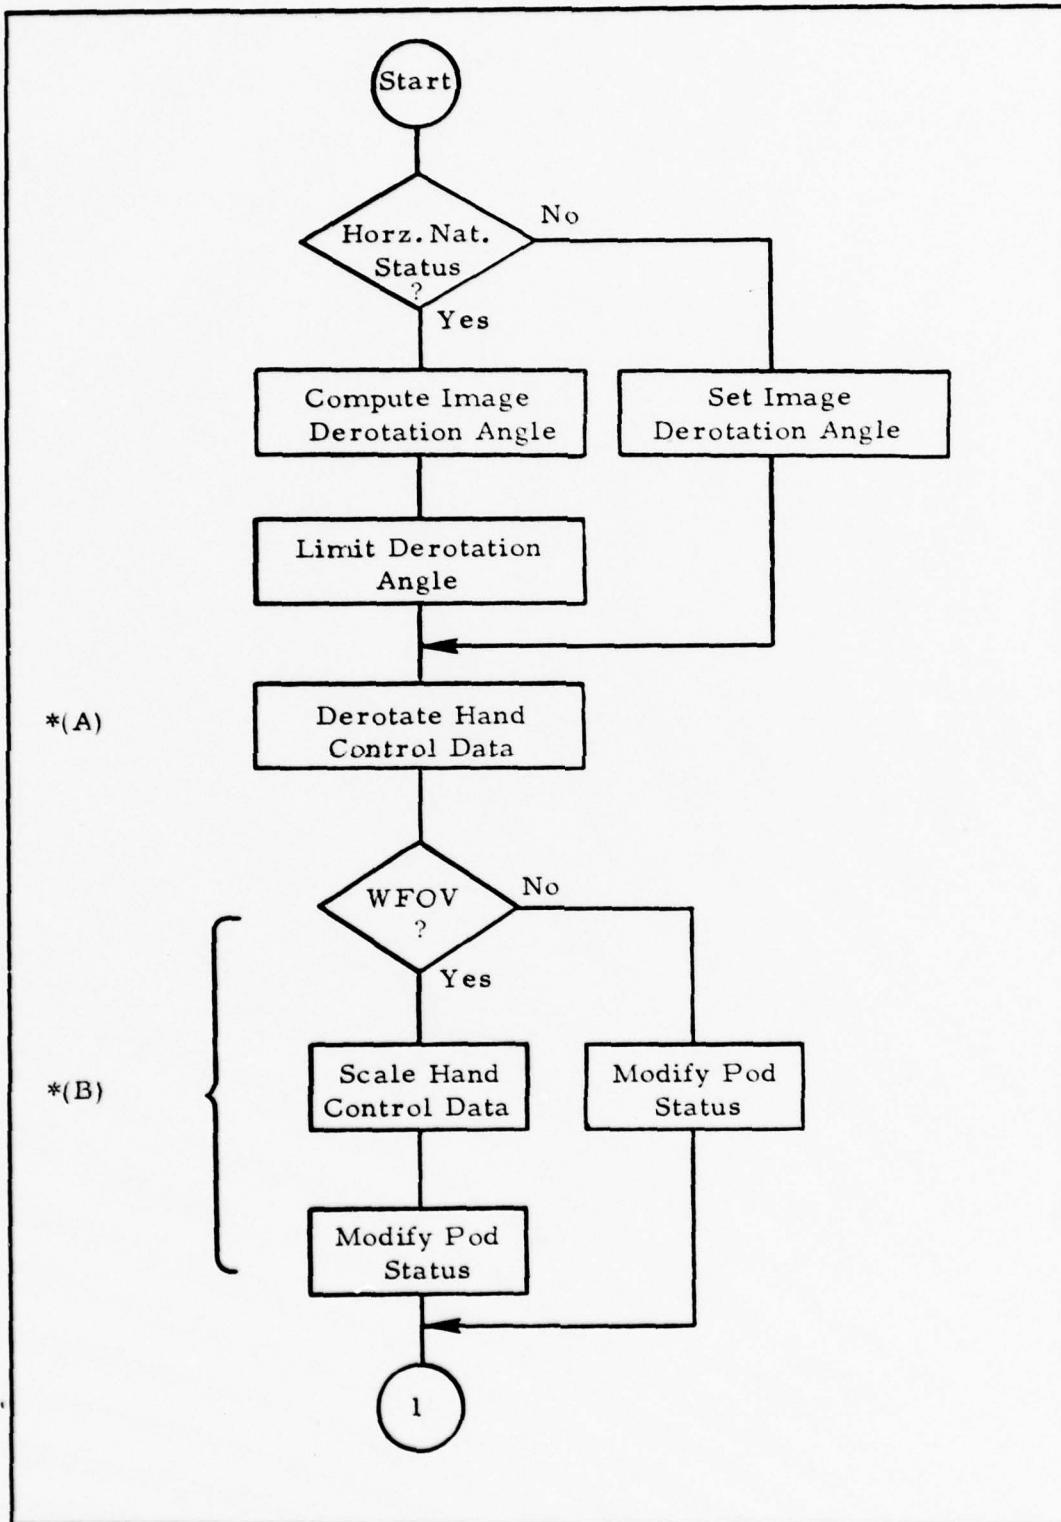 Start
Horz. Nat.
Status
?
No
Yes
Compute Image
Derotation Angle
Set Image
Derotation Angle
Limit Derotation
Angle
*(A)
Derotate Hand
Control Data
WFOV
?
No
Yes
*(B)
Scale Hand
Control Data
Modify Pod
Status
Modify Pod
Status
1